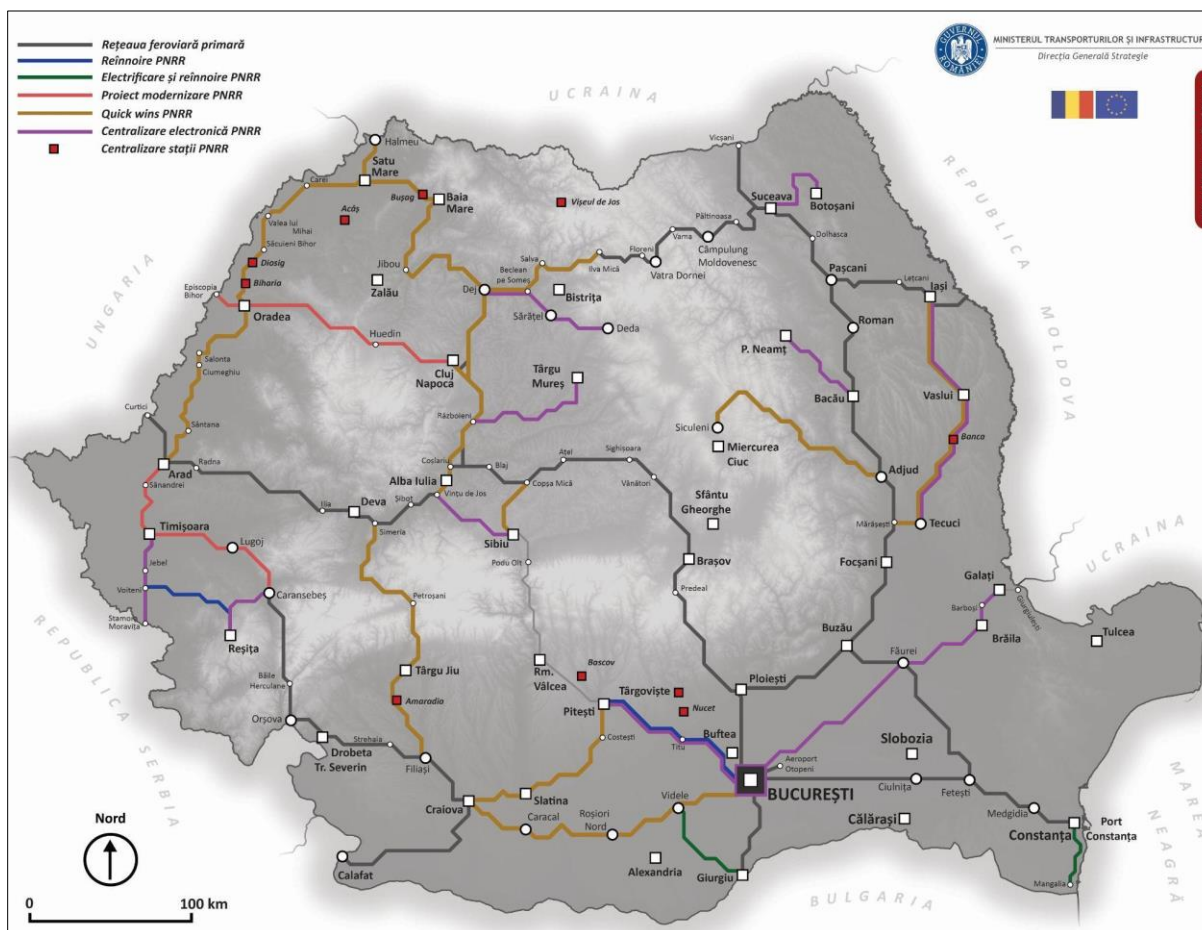 Rețeaua feroviară primară
Reînnoire PNRR
Electrificare și reînnoire PNRR
Proiect modernizare PNRR
Quick wins PNRR
Centralizare electronică PNRR
Centralizare stații PNRR
GUVERNUL ROMÂNIEI
MINISTERUL TRANSPORTURILOR ȘI INFRASTRUCTUR
Direcția Generală Strategie
UCRAINA
REPUBLICA
MOLDOVA
UNGARIA
REPUBLICA
SERBIA
BULGARIA
UCRAINA
MAREA
NEAGRĂ
Halmeu
Satu
Mare
Carei
Bușag
Baia
Mare
Acâș
Vișeul de Jos
Valea lui
Mihai
Săcuieni Bihor
Diosig
Biharia
Episcopia
Bihor
Oradea
Jibou
Zalău
Huedin
Dej
Beclean
pe Someș
Salva
Ilva Mică
Floreni
Vatra Dornei
Vama
Câmpulung
Moldovenesc
Păltinoasa
Vicșani
Suceava
Botoșani
Dolhasca
Pașcani
Lețcani
Iași
Bistrița
Sărățel
Deda
Roman
P. Neamț
Bacău
Vaslui
Banca
Salonta
Ciumeghiu
Cluj
Napoca
Târgu
Mureș
Războieni
Siculeni
Miercurea
Ciuc
Adjud
Curtici
Sântana
Arad
Radna
Sânandrei
Coșlariu
Blaj
Alba Iulia
Vințu de Jos
Copșa Mică
Ațel
Sighișoara
Vânători
Sfântu
Gheorghe
Mărășești
Tecuci
Ilia
Deva
Șibot
Simeria
Sibiu
Podu Olt
Brașov
Predeal
Focșani
Timișoara
Lugoj
Jebel
Voiteni
Stamora
Moravița
Caransebeș
Reșița
Petroșani
Galați
Giurgiulești
Barboși
Brăila
Tulcea
Buzău
Făurei
Băile
Herculane
Târgu Jiu
Amaradia
Rm.
Vâlcea
Bascov
Târgoviște
Nucet
Pitești
Ploiești
Orșova
Drobeta
Tr. Severin
Strehaia
Filiași
Costești
Titu
Buftea
Aeroport
Otopeni
BUCUREȘTI
Slobozia
Ciulnița
Fetești
Craiova
Slatina
Caracal
Roșiori
Nord
Videle
Călărași
Medgidia
Constanța
Port
Constanța
Calafat
Alexandria
Giurgiu
Mangalia
Nord
0
100 km